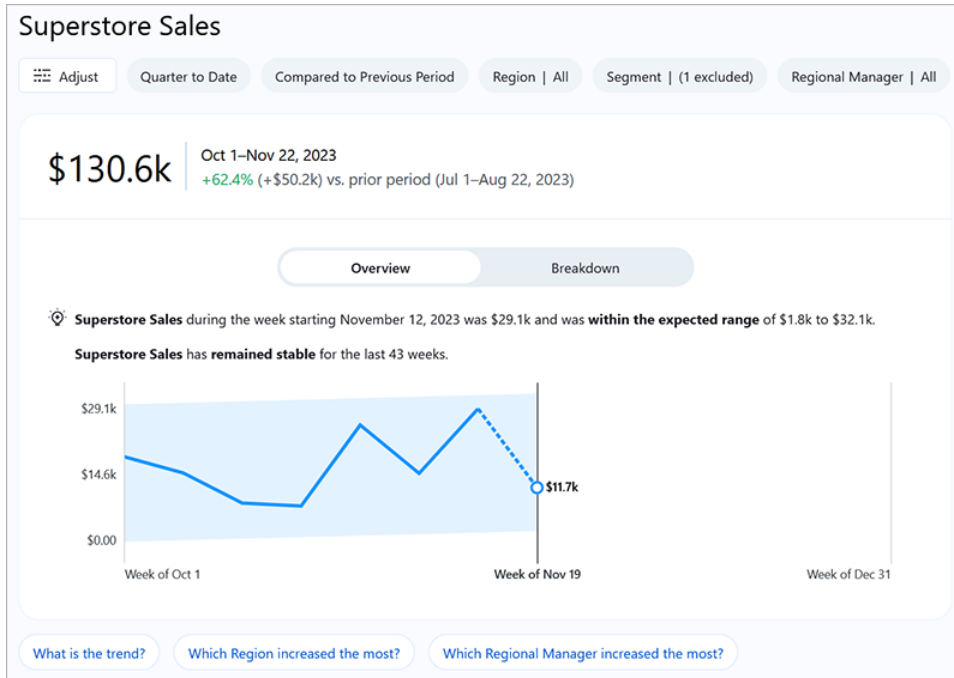 Superstore Sales
Adjust
Quarter to Date
Compared to Previous Period
Region | All
Segment | (1 excluded)
Regional Manager | All
$130.6k
Oct 1–Nov 22, 2023
+62.4% (+$50.2k) vs. prior period (Jul 1–Aug 22, 2023)
Overview
Breakdown
Superstore Sales during the week starting November 12, 2023 was $29.1k and was within the expected range of $1.8k to $32.1k.
Superstore Sales has remained stable for the last 43 weeks.
$29.1k
$14.6k
$0.00
$11.7k
Week of Oct 1
Week of Nov 19
Week of Dec 31
What is the trend?
Which Region increased the most?
Which Regional Manager increased the most?